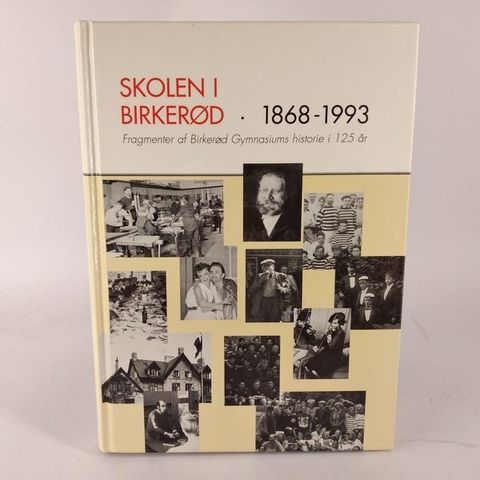 SKOLEN I
BIRKERØD · 1868-1993
Fragmenter af Birkerød Gymnasiums historie i 125 år